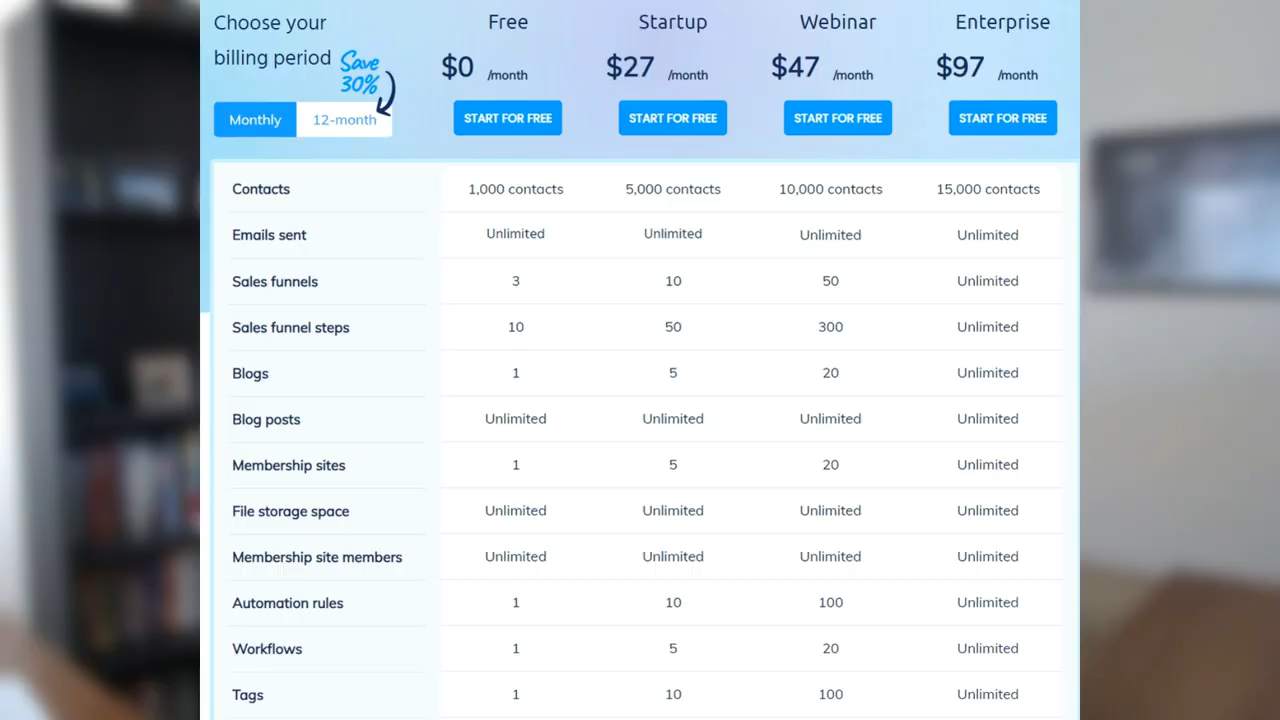 Choose your
billing period
Save
30%
Monthly 12-month
Free Startup Webinar Enterprise
$0 /month $27 /month $47 /month $97 /month
START FOR FREE START FOR FREE START FOR FREE START FOR FREE
Contacts 1,000 contacts 5,000 contacts 10,000 contacts 15,000 contacts
Emails sent Unlimited Unlimited Unlimited Unlimited
Sales funnels 3 10 50 Unlimited
Sales funnel steps 10 50 300 Unlimited
Blogs 1 5 20 Unlimited
Blog posts Unlimited Unlimited Unlimited Unlimited
Membership sites 1 5 20 Unlimited
File storage space Unlimited Unlimited Unlimited Unlimited
Membership site members Unlimited Unlimited Unlimited Unlimited
Automation rules 1 10 100 Unlimited
Workflows 1 5 20 Unlimited
Tags 1 10 100 Unlimited